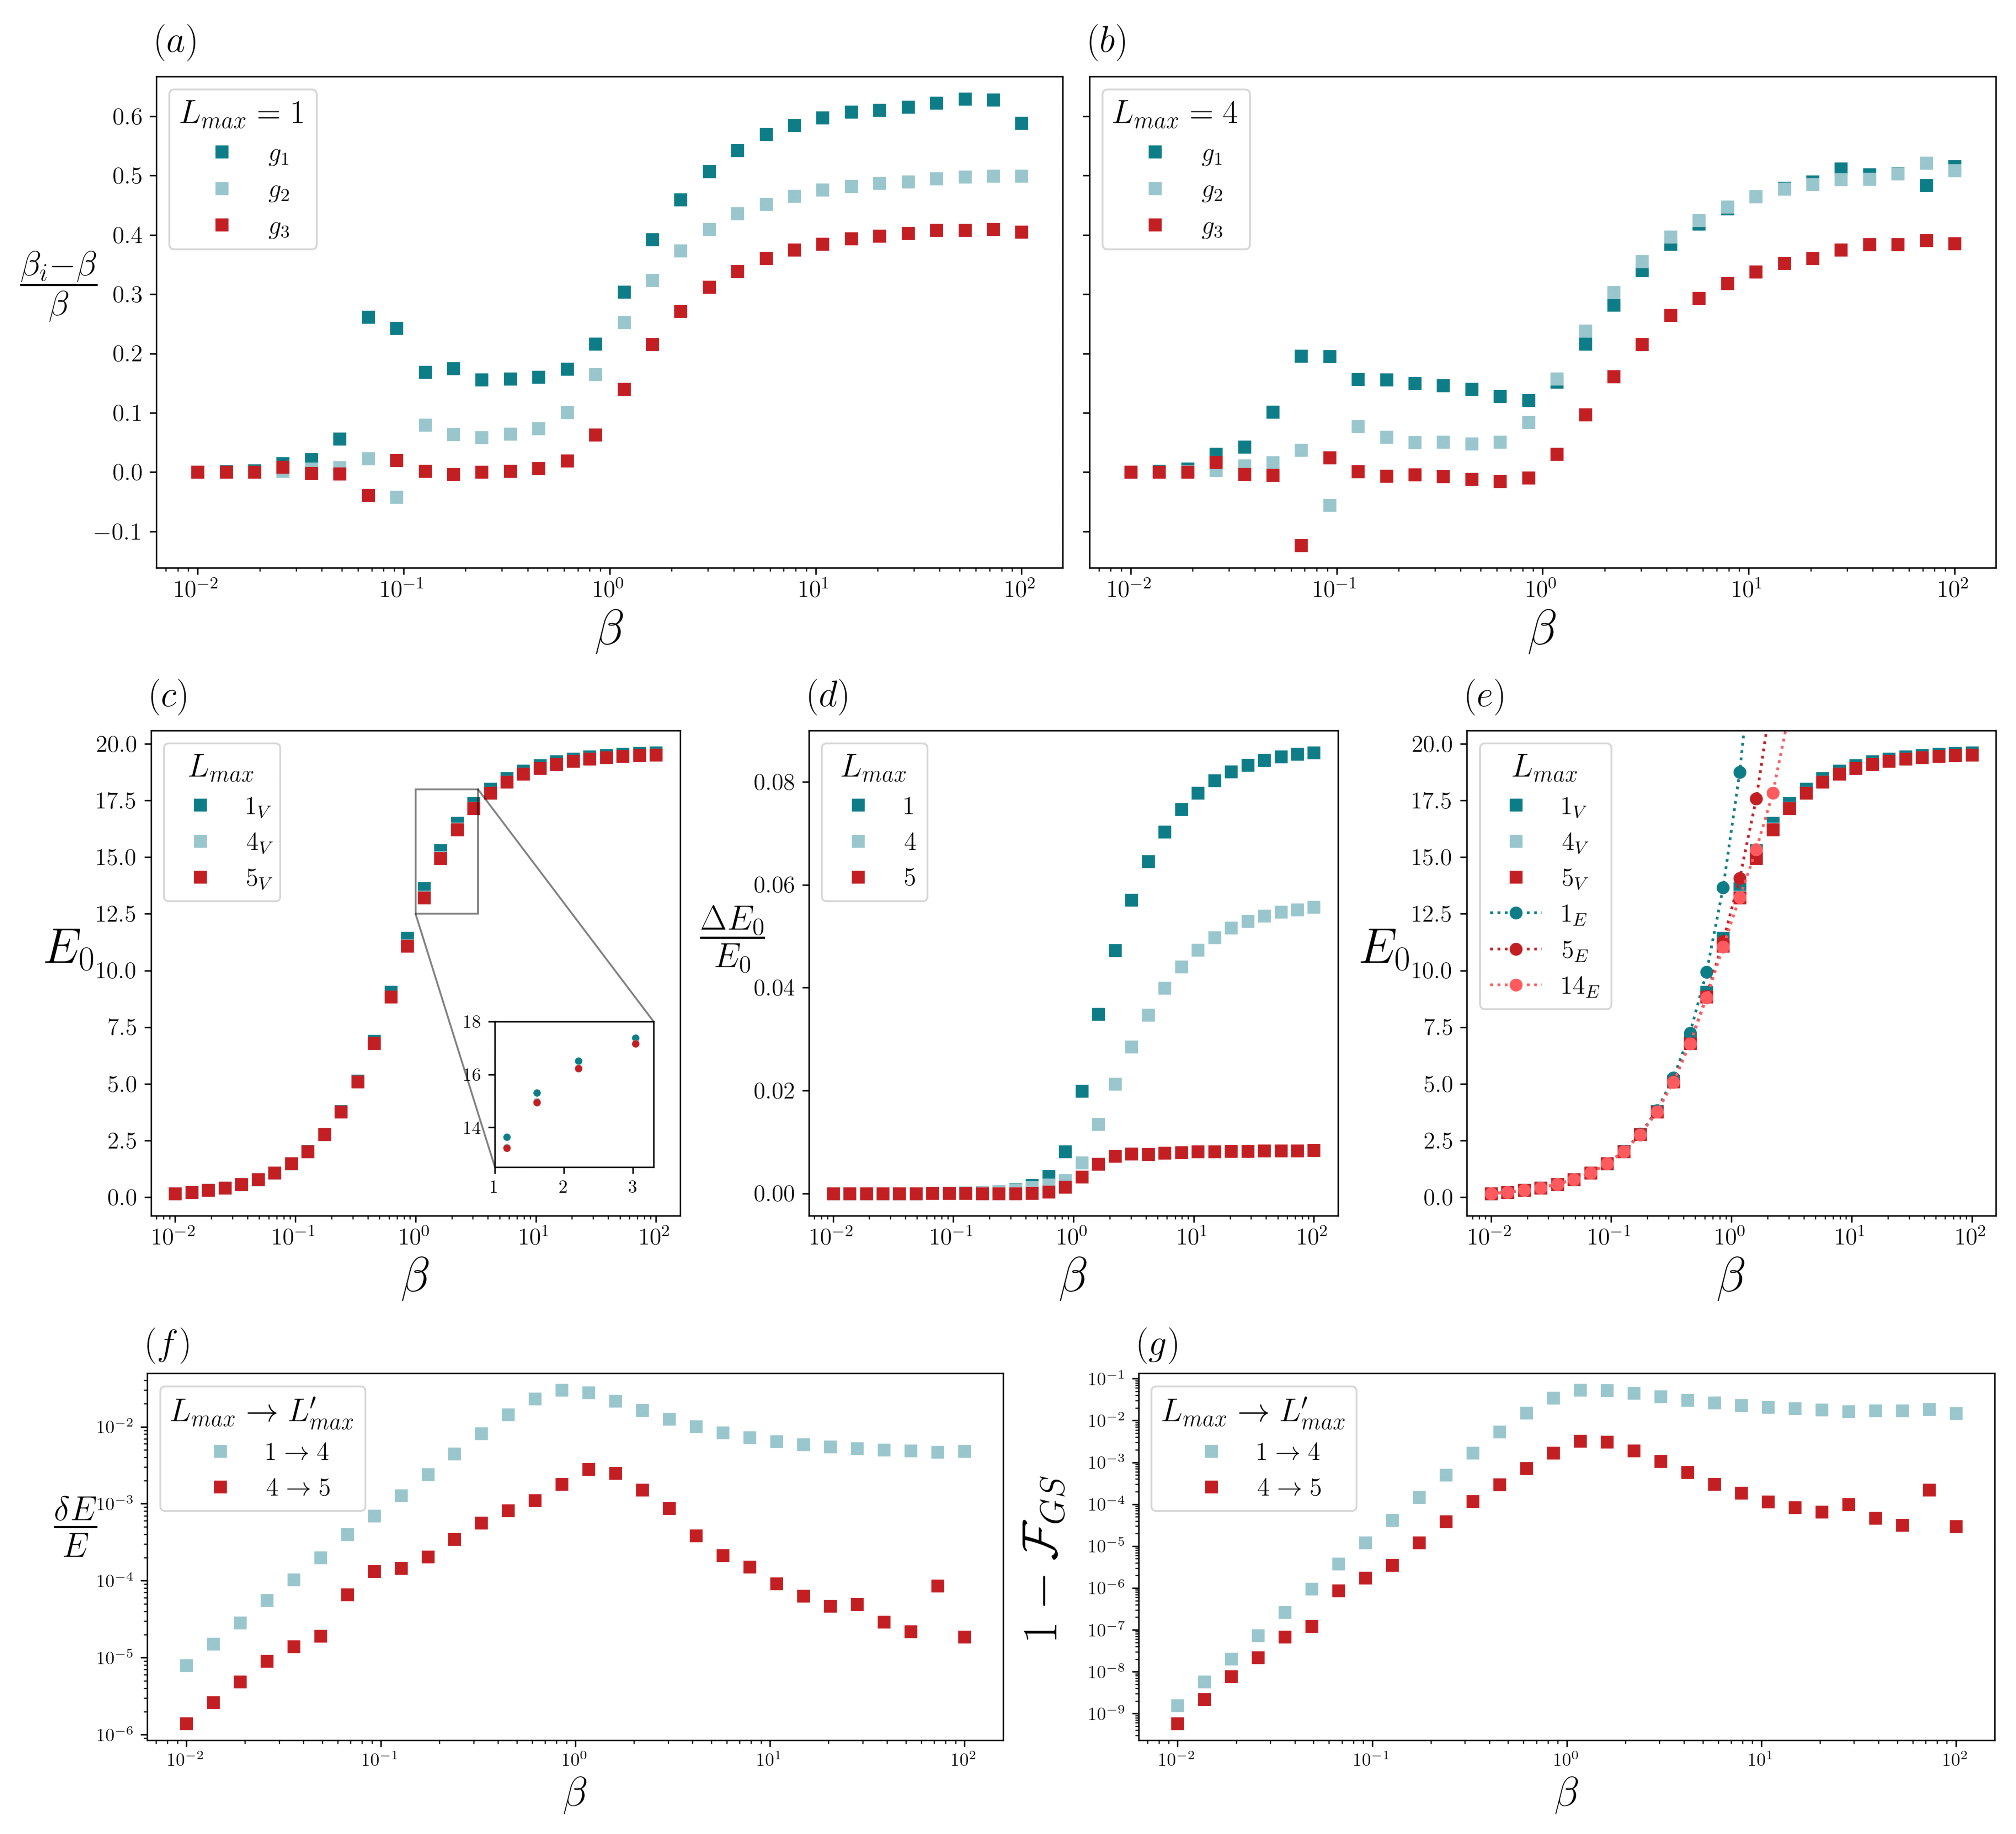 (a)
L_max = 1
g_1
g_2
g_3
(β_i−β)/β
0.6
0.5
0.4
0.3
0.2
0.1
0.0
−0.1
10^−2
10^−1
10^0
10^1
10^2
β
(b)
L_max = 4
g_1
g_2
g_3
10^−2
10^−1
10^0
10^1
10^2
β
(c)
L_max
1_V
4_V
5_V
E_0
20.0
17.5
15.0
12.5
10.0
7.5
5.0
2.5
0.0
18
16
14
1
2
3
10^−2
10^−1
10^0
10^1
10^2
β
(d)
L_max
1
4
5
ΔE_0/E_0
0.08
0.06
0.04
0.02
0.00
10^−2
10^−1
10^0
10^1
10^2
β
(e)
L_max
1_V
4_V
5_V
1_E
5_E
14_E
E_0
20.0
17.5
15.0
12.5
10.0
7.5
5.0
2.5
0.0
10^−2
10^−1
10^0
10^1
10^2
β
(f)
L_max → L′_max
1 → 4
4 → 5
δE/E
10^−2
10^−3
10^−4
10^−5
10^−6
10^−2
10^−1
10^0
10^1
10^2
β
(g)
L_max → L′_max
1 → 4
4 → 5
1 − F_GS
10^−1
10^−2
10^−3
10^−4
10^−5
10^−6
10^−7
10^−8
10^−9
10^−2
10^−1
10^0
10^1
10^2
β